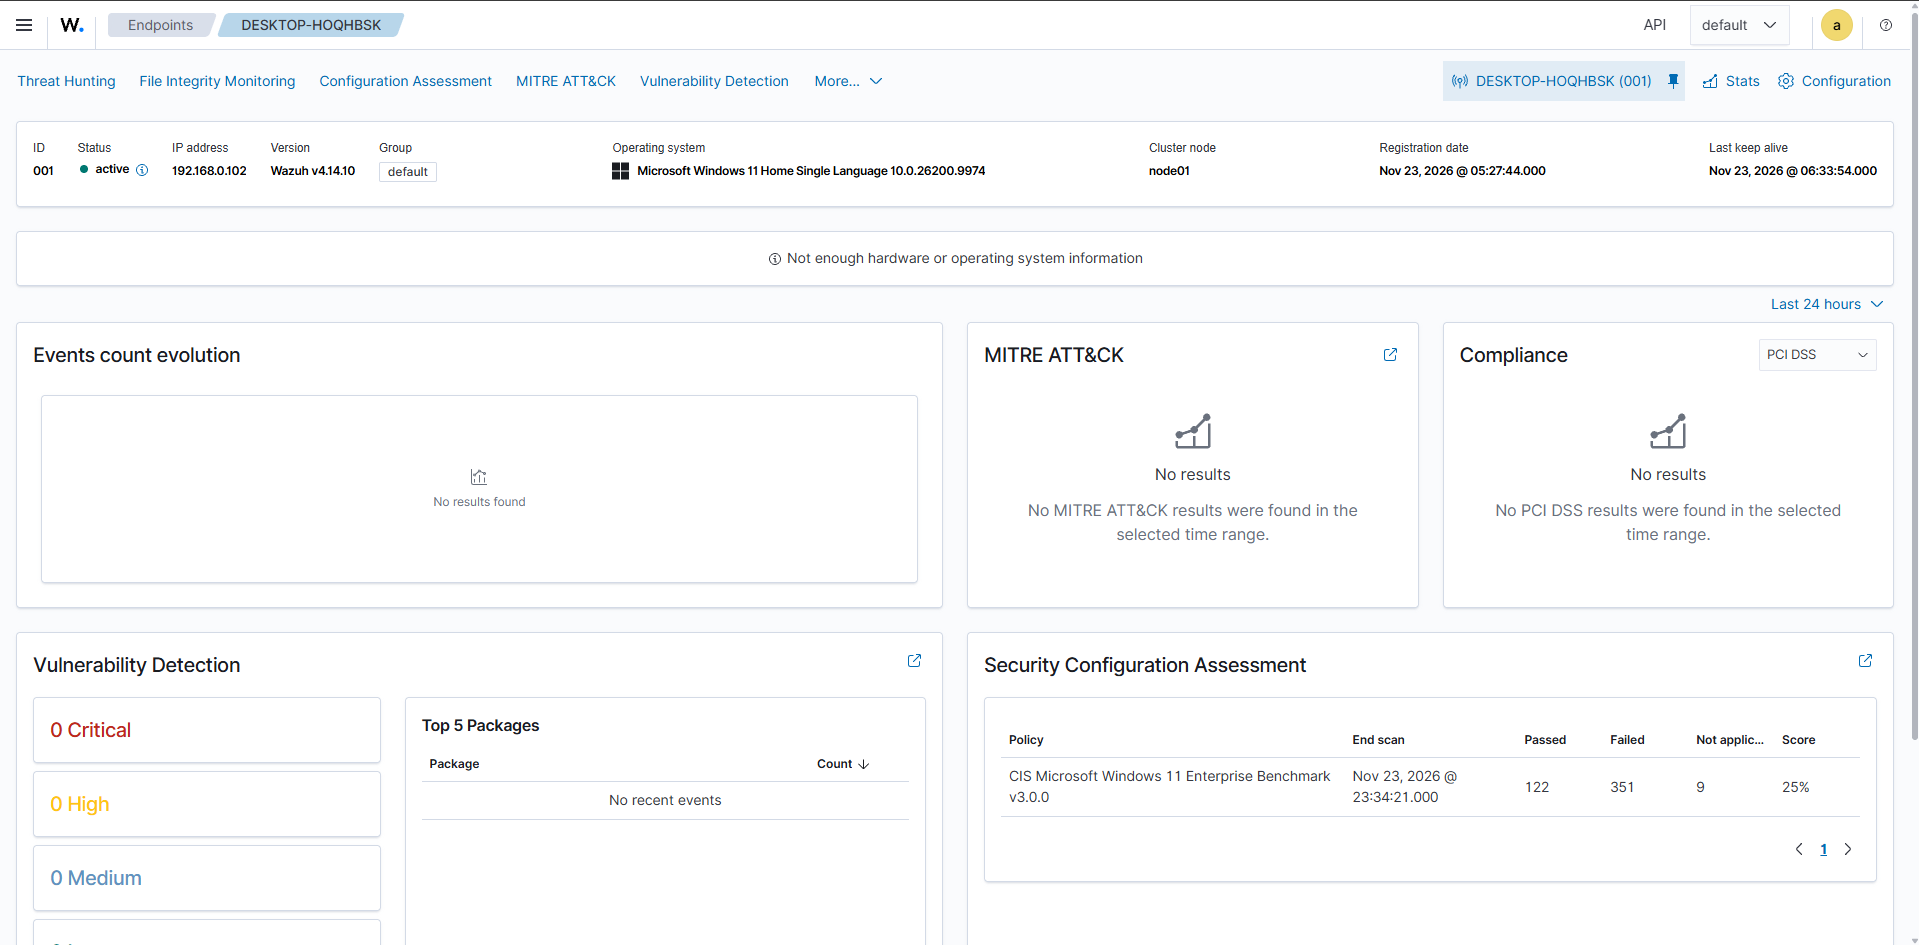 W.
Endpoints
DESKTOP-HOQHBSK
API
default
a
Threat Hunting
File Integrity Monitoring
Configuration Assessment
MITRE ATT&CK
Vulnerability Detection
More...
DESKTOP-HOQHBSK (001)
Stats
Configuration
ID
Status
IP address
Version
Group
Operating system
Cluster node
Registration date
Last keep alive
001
active
192.168.0.102
Wazuh v4.14.10
default
Microsoft Windows 11 Home Single Language 10.0.26200.9974
node01
Nov 23, 2026 @ 05:27:44.000
Nov 23, 2026 @ 06:33:54.000
Not enough hardware or operating system information
Last 24 hours
Events count evolution
No results found
MITRE ATT&CK
No results
No MITRE ATT&CK results were found in the
selected time range.
Compliance
PCI DSS
No results
No PCI DSS results were found in the selected
time range.
Vulnerability Detection
0 Critical
0 High
0 Medium
Top 5 Packages
Package
Count
No recent events
Security Configuration Assessment
Policy
End scan
Passed
Failed
Not applic...
Score
CIS Microsoft Windows 11 Enterprise Benchmark
v3.0.0
Nov 23, 2026 @
23:34:21.000
122
351
9
25%
1